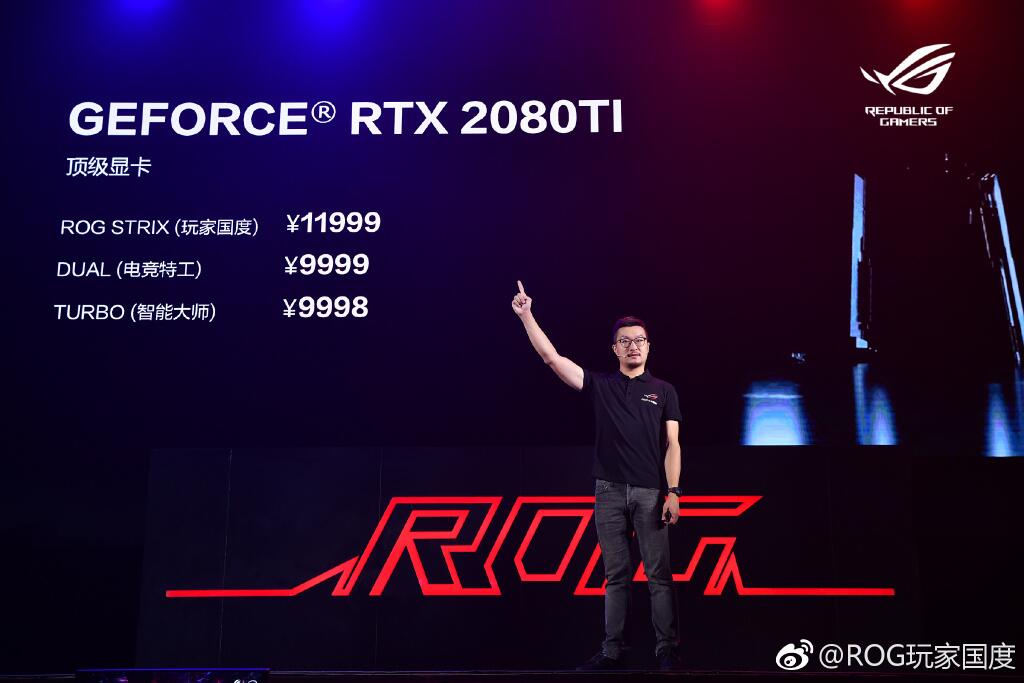 GEFORCE® RTX 2080TI
顶级显卡
ROG STRIX (玩家国度) ¥11999
DUAL (电竞特工) ¥9999
TURBO (智能大师) ¥9998
REPUBLIC OF
GAMERS
ROG
@ROG玩家国度